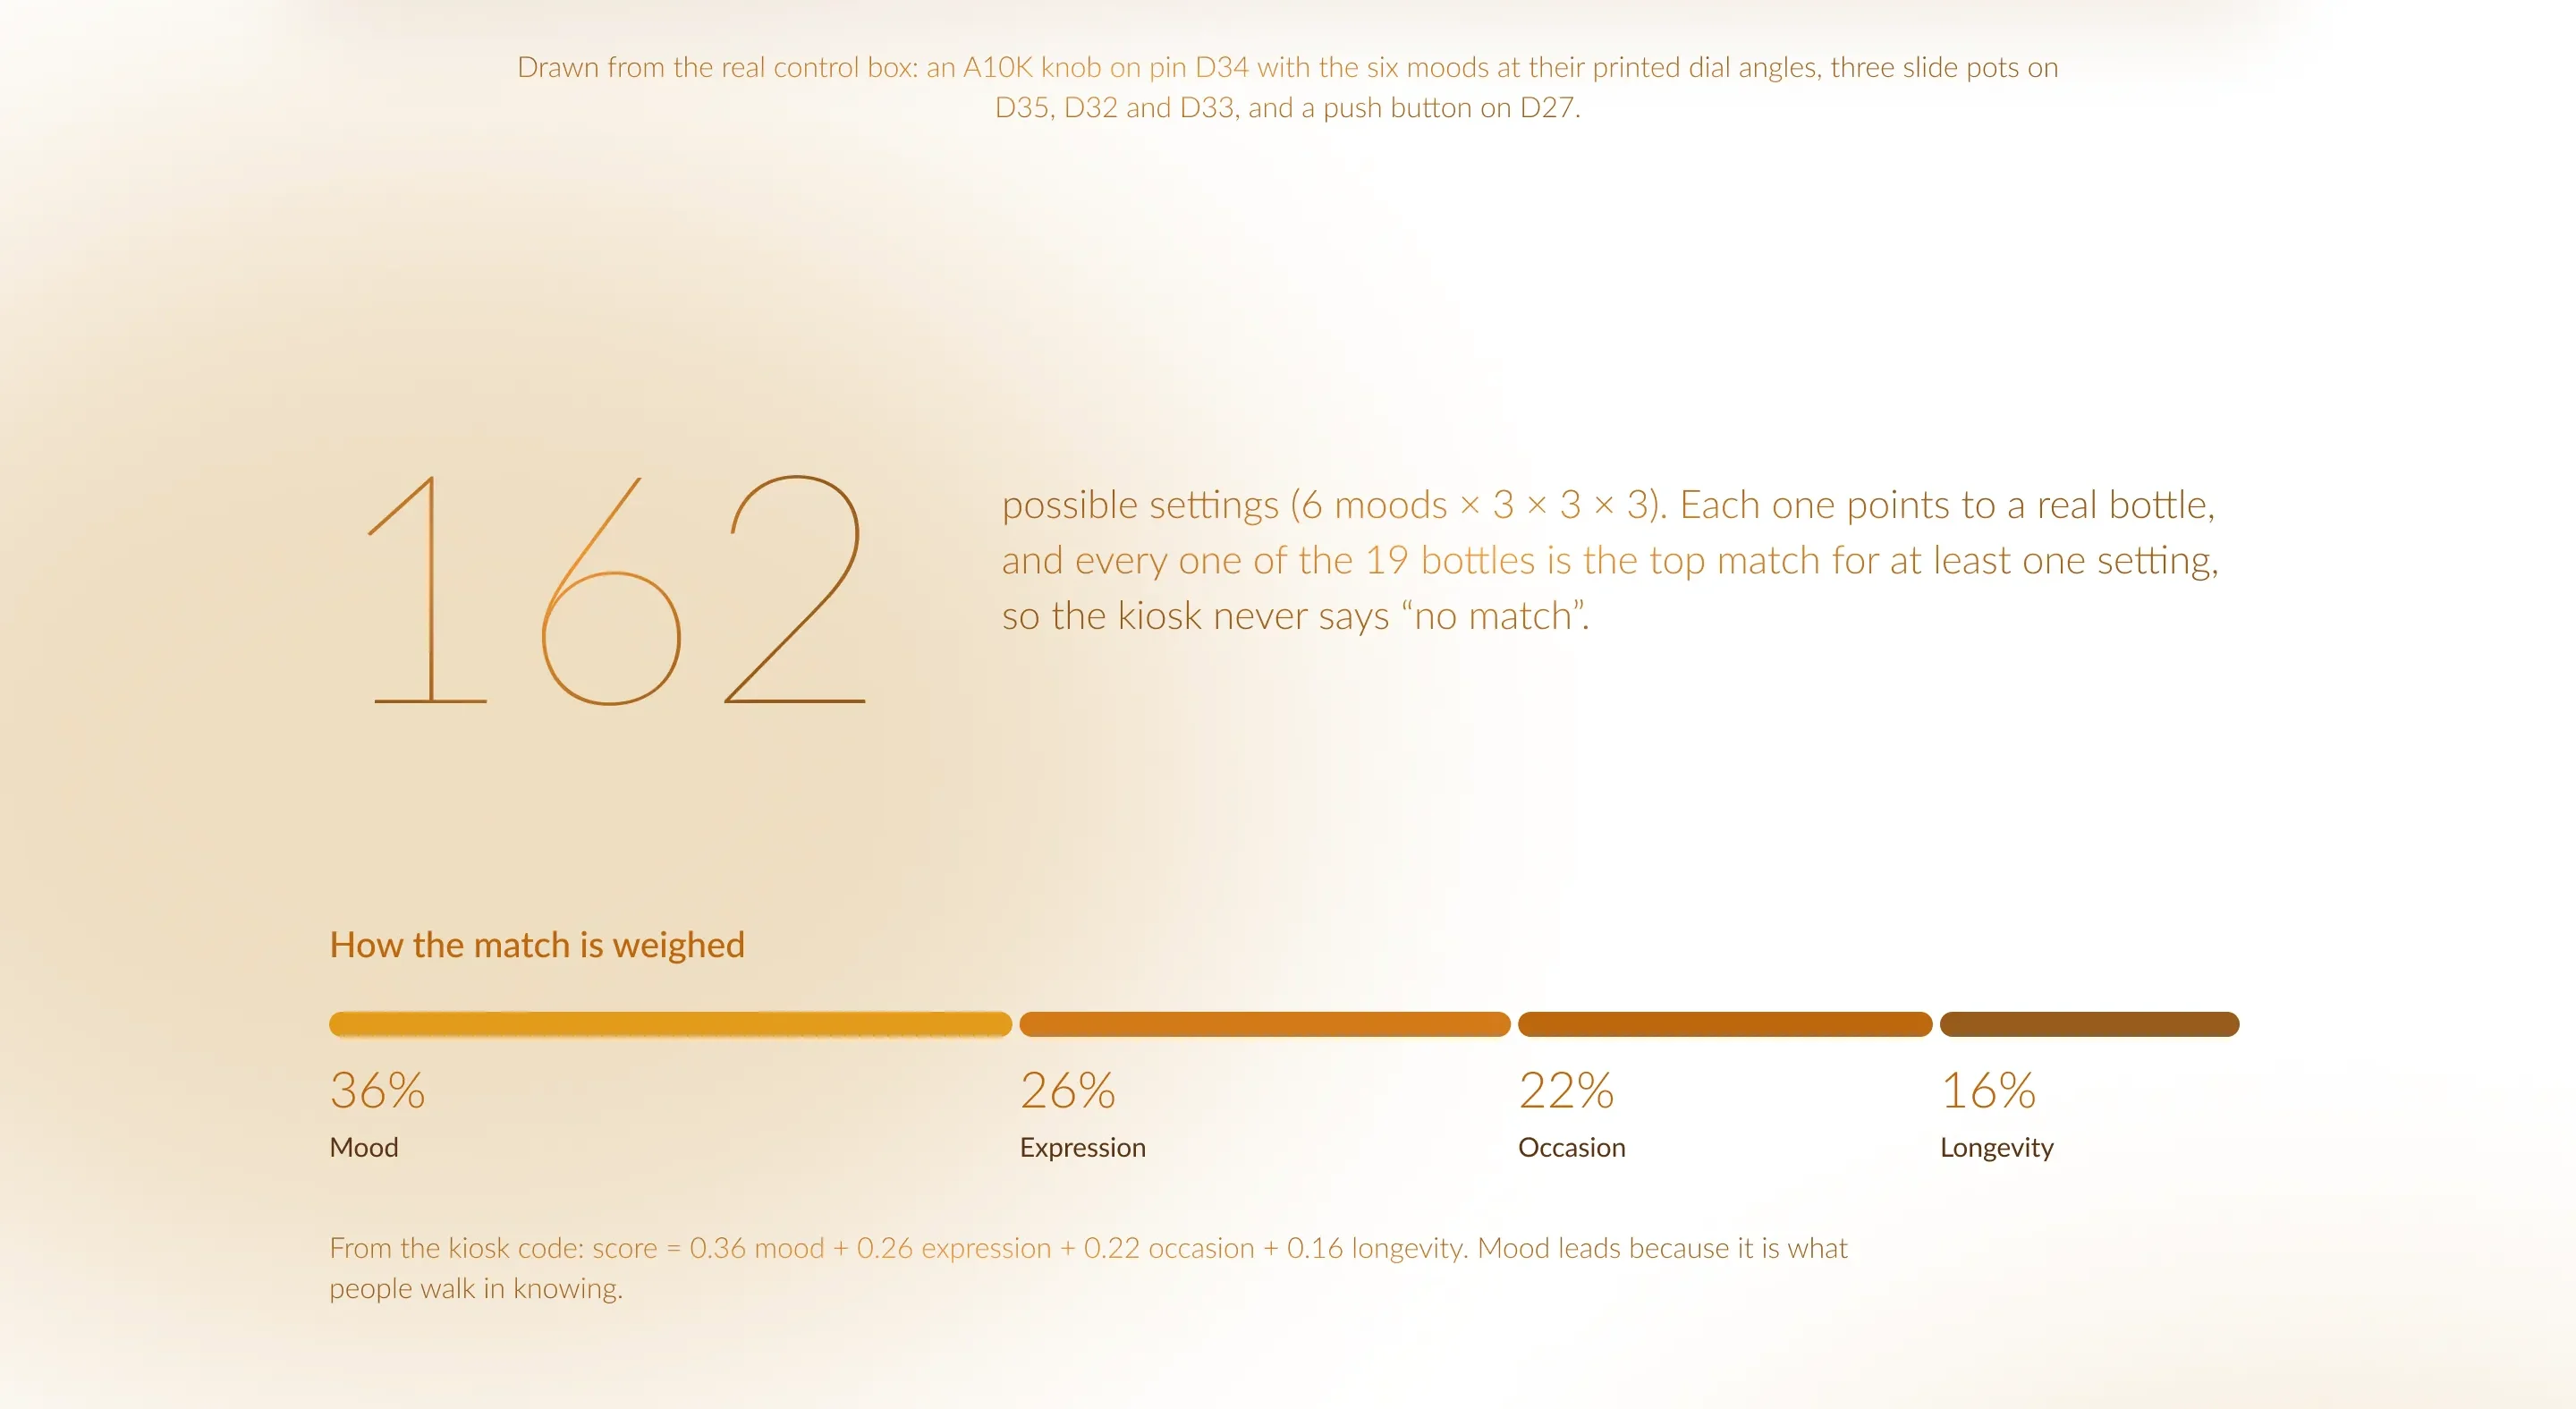 Drawn from the real control box: an A10K knob on pin D34 with the six moods at their printed dial angles, three slide pots on
D35, D32 and D33, and a push button on D27.
162
possible settings (6 moods × 3 × 3 × 3). Each one points to a real bottle,
and every one of the 19 bottles is the top match for at least one setting,
so the kiosk never says “no match”.
How the match is weighed
36%
Mood
26%
Expression
22%
Occasion
16%
Longevity
From the kiosk code: score = 0.36 mood + 0.26 expression + 0.22 occasion + 0.16 longevity. Mood leads because it is what
people walk in knowing.